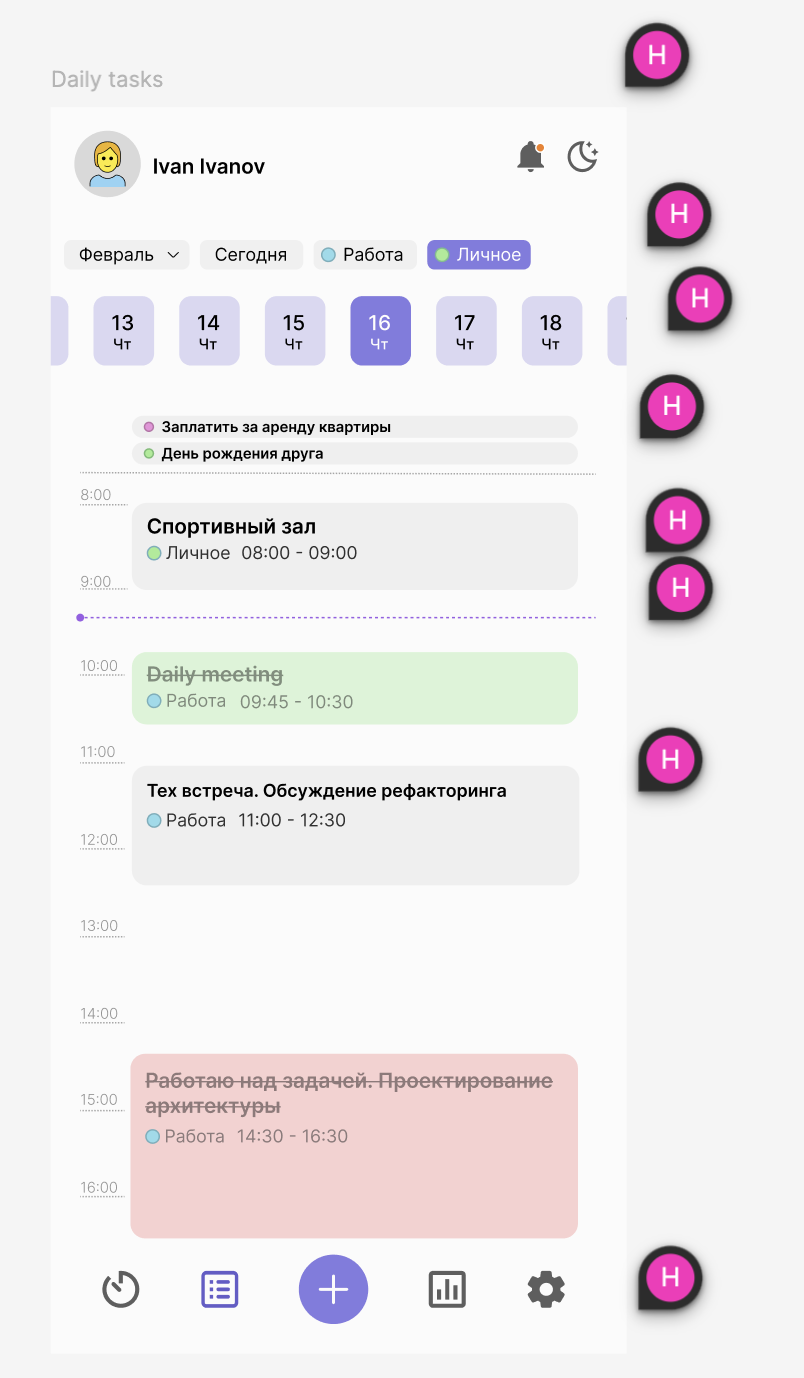 Daily tasks
H
Ivan Ivanov
H
Февраль Сегодня Работа Личное
H
13 14 15 16 17 18
Чт Чт Чт Чт Чт Чт
H
Заплатить за аренду квартиры
День рождения друга
8:00
Спортивный зал
H
Личное 08:00 - 09:00
9:00
H
10:00
Daily meeting
Работа 09:45 - 10:30
11:00
H
Тех встреча. Обсуждение рефакторинга
Работа 11:00 - 12:30
12:00
13:00
14:00
Работаю над задачей. Проектирование
архитектуры
15:00
Работа 14:30 - 16:30
16:00
H